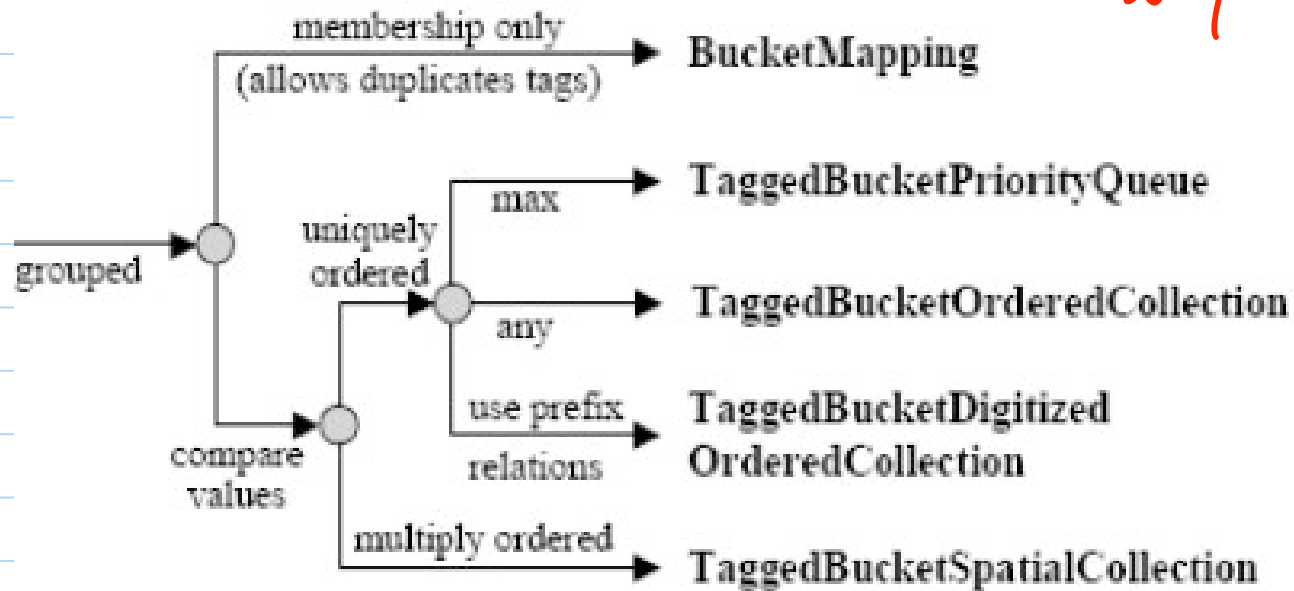 membership only
(allows duplicates tags)
BucketMapping
TaggedBucketPriorityQueue
max
uniquely
ordered
grouped
any
TaggedBucketOrderedCollection
use prefix
relations
TaggedBucketDigitized
OrderedCollection
compare
values
multiply ordered
TaggedBucketSpatialCollection